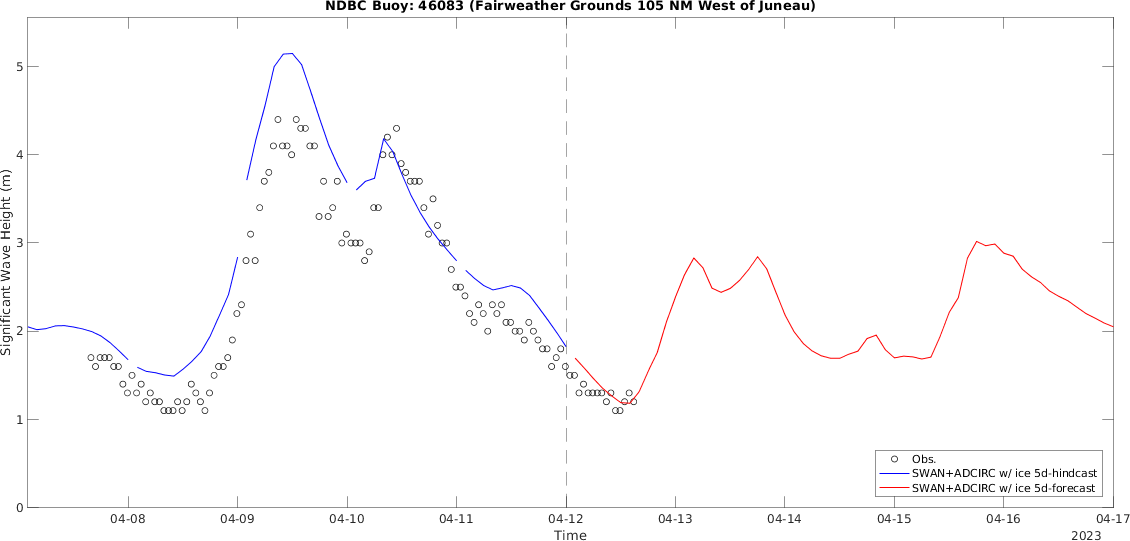 NDBC Buoy: 46083 (Fairweather Grounds 105 NM West of Juneau)
Significant Wave Height (m)
5
4
3
2
1
0
Obs.
SWAN+ADCIRC w/ ice 5d-hindcast
SWAN+ADCIRC w/ ice 5d-forecast
04-08 04-09 04-10 04-11 04-12 04-13 04-14 04-15 04-16 04-17
Time
2023